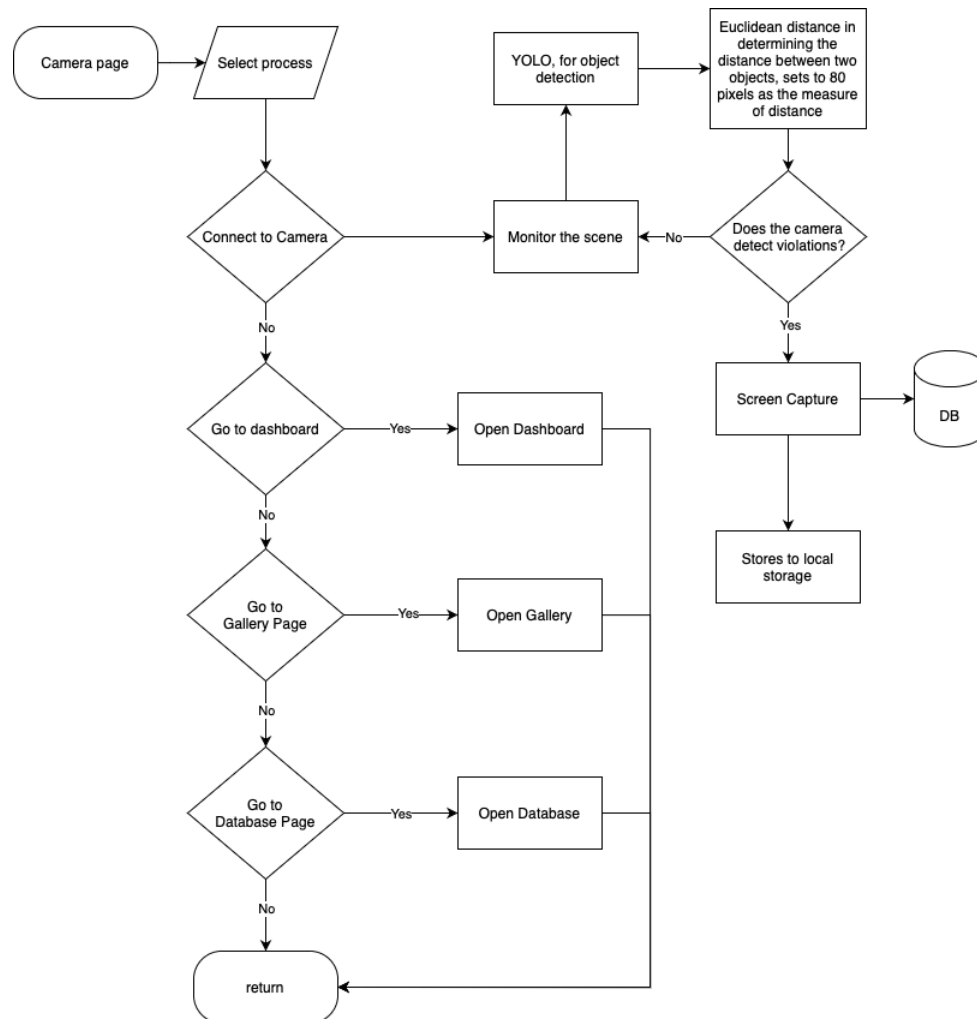 Camera page
Select process
YOLO, for object
detection
Euclidean distance in
determining the
distance between two
objects, sets to 80
pixels as the measure
of distance
Connect to Camera
Monitor the scene
No
Does the camera
detect violations?
No
Yes
Go to dashboard
Yes
Open Dashboard
Screen Capture
DB
No
Stores to local
storage
Go to
Gallery Page
Yes
Open Gallery
No
Go to
Database Page
Yes
Open Database
No
return